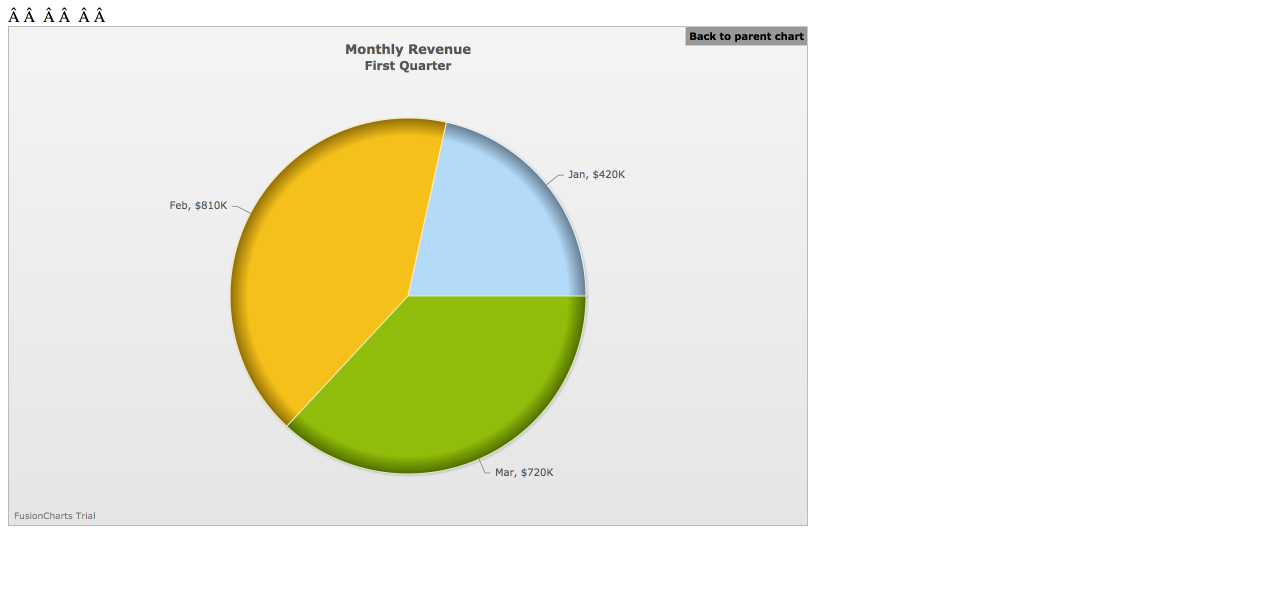 Â Â  Â Â  Â Â
Back to parent chart
Monthly Revenue
First Quarter
Jan, $420K
Feb, $810K
Mar, $720K
FusionCharts Trial